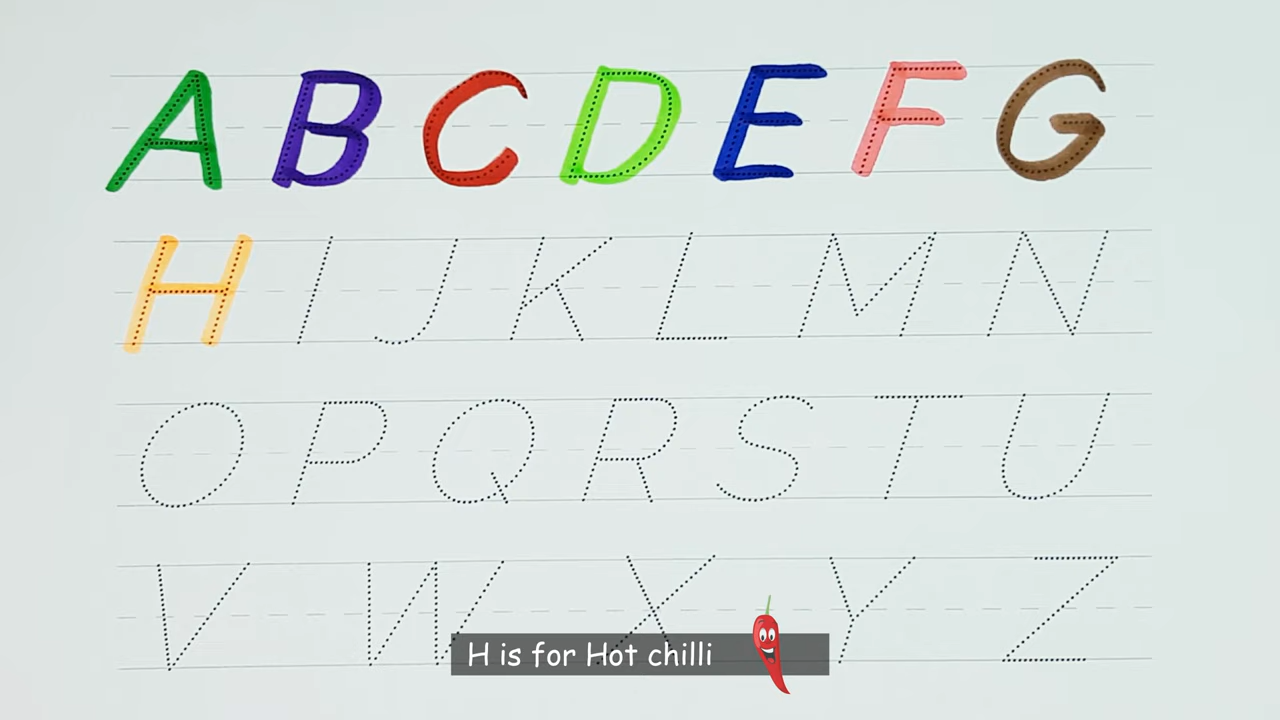 A B C D E F G
H I J K L M N
O P Q R S T U
V W X Y Z
H is for Hot chilli